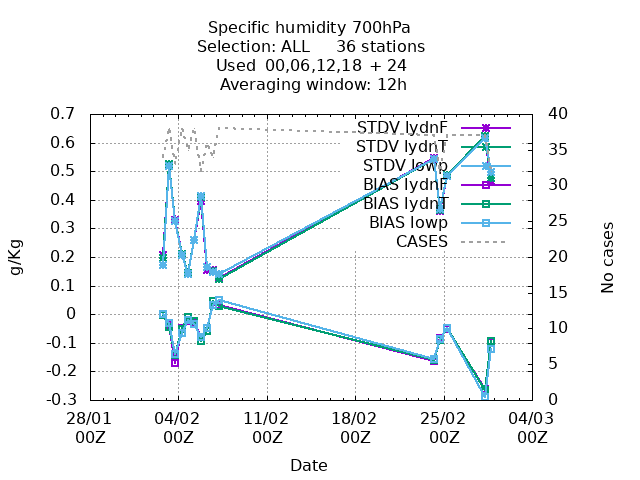 Specific humidity 700hPa
Selection: ALL 36 stations
Used 00,06,12,18 + 24
Averaging window: 12h
STDV lydnF
STDV lydnT
STDV lowp
BIAS lydnF
BIAS lydnT
BIAS lowp
CASES
0.7
0.6
0.5
0.4
0.3
0.2
0.1
0
-0.1
-0.2
-0.3
g/Kg
40
35
30
25
20
15
10
5
0
No cases
28/01 04/02 11/02 18/02 25/02 04/03
00Z 00Z 00Z 00Z 00Z 00Z
Date